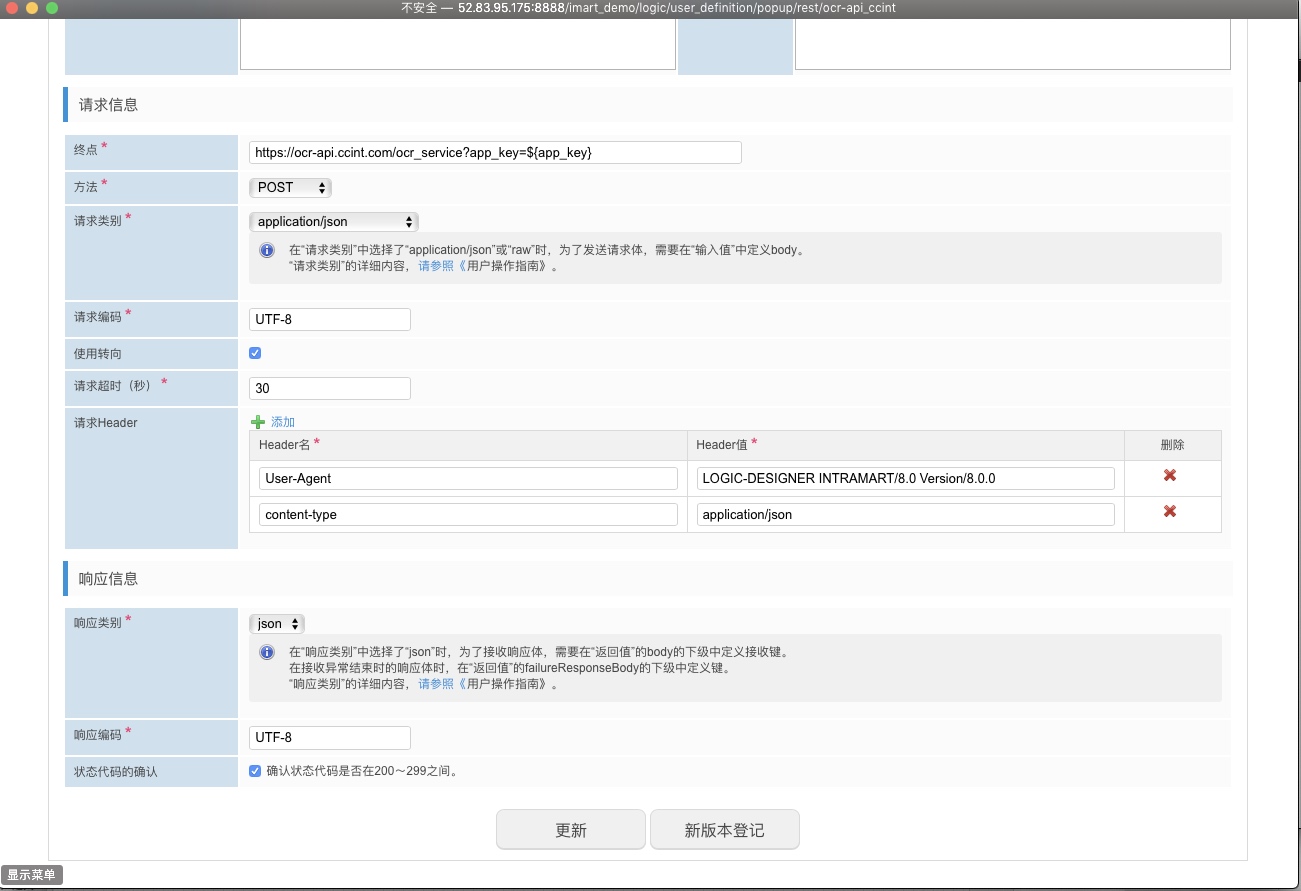 不安全 — 52.83.95.175:8888/imart_demo/logic/user_definition/popup/rest/ocr-api_ccint
请求信息
终点 *
https://ocr-api.ccint.com/ocr_service?app_key=${app_key}
方法 *
POST
请求类别 *
application/json
在“请求类别”中选择了“application/json”或“raw”时，为了发送请求体，需要在“输入值”中定义body。
“请求类别”的详细内容，请参照《用户操作指南》。
请求编码 *
UTF-8
使用转向
请求超时（秒） *
30
请求Header
添加
Header名 * Header值 * 删除
User-Agent LOGIC-DESIGNER INTRAMART/8.0 Version/8.0.0
content-type application/json
响应信息
响应类别 *
json
在“响应类别”中选择了“json”时，为了接收响应体，需要在“返回值”的body的下级中定义接收键。
在接收异常结束时的响应体时，在“返回值”的failureResponseBody的下级中定义键。
“响应类别”的详细内容，请参照《用户操作指南》。
响应编码 *
UTF-8
状态代码的确认
确认状态代码是否在200～299之间。
更新 新版本登记
显示菜单